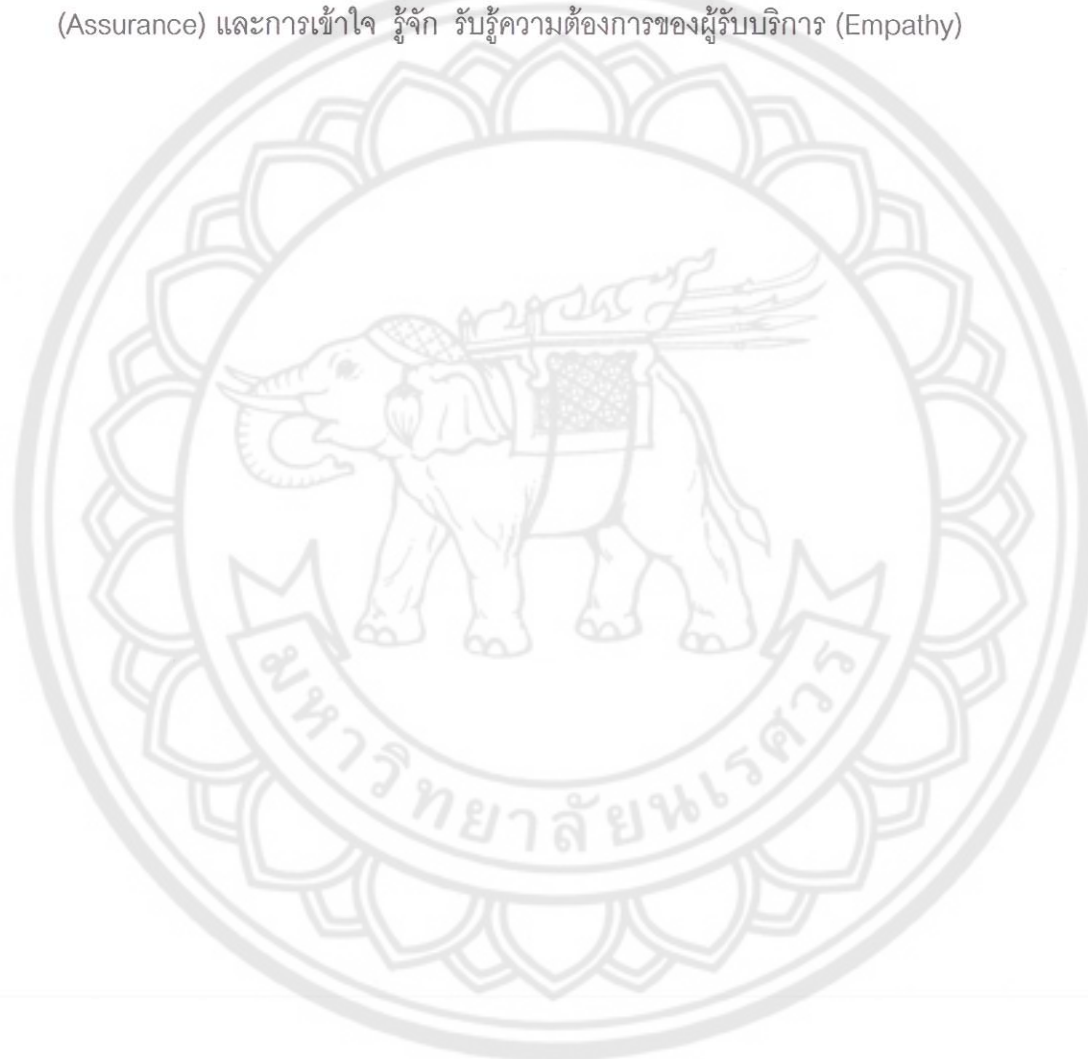 (Assurance) และการเข้าใจ รู้จัก รับรู้ความต้องการของผู้รับบริการ (Empathy)
มหาวิทยาลัยนเรศวร